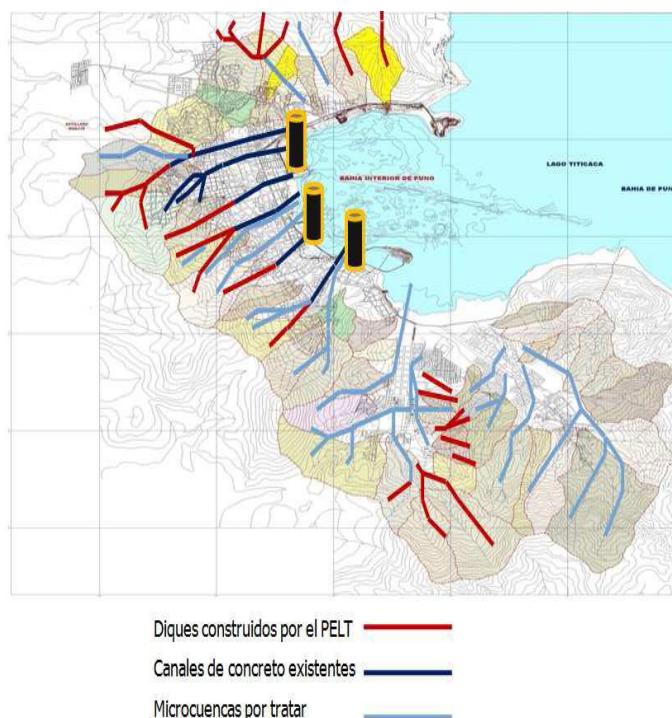 LAGO TITICACA
BAHIA INTERIOR DE PUNO
BAHIA DE PUN
Diques construidos por el PELT
Canales de concreto existentes
Microcuencas por tratar